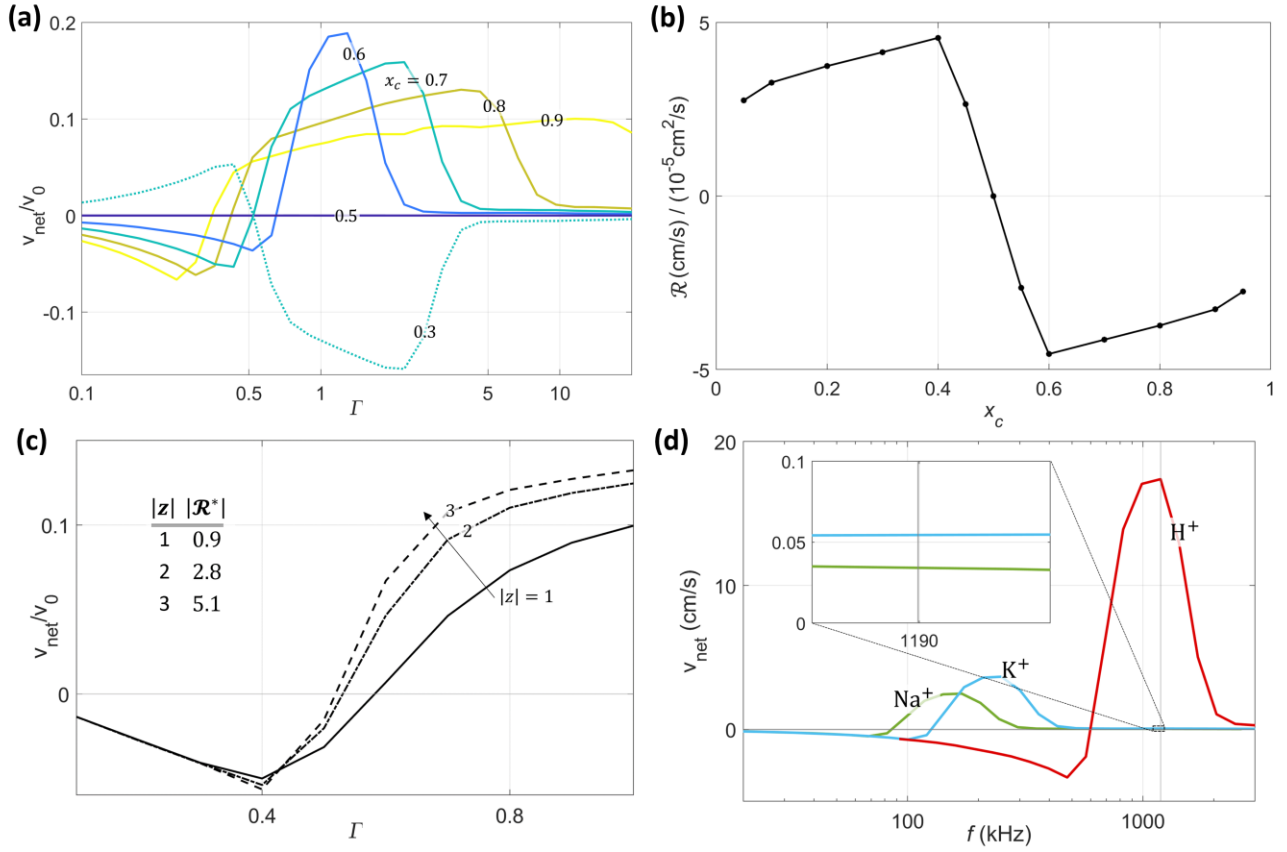 (a)
v_net/v_0
0.2
0.1
0
-0.1
0.6
x_c = 0.7
0.8
0.9
0.5
0.3
0.1
0.5
1
5
10
Γ
(b)
ℛ (cm/s) / (10^-5 cm^2/s)
5
0
-5
0
0.2
0.4
0.6
0.8
1
x_c
(c)
v_net/v_0
0.1
0
|z| |ℛ*|
1 0.9
2 2.8
3 5.1
3
2
|z| = 1
0.4
0.8
Γ
(d)
v_net (cm/s)
20
15
10
5
0
-5
0.1
0.05
0
1190
H+
K+
Na+
100
1000
f (kHz)